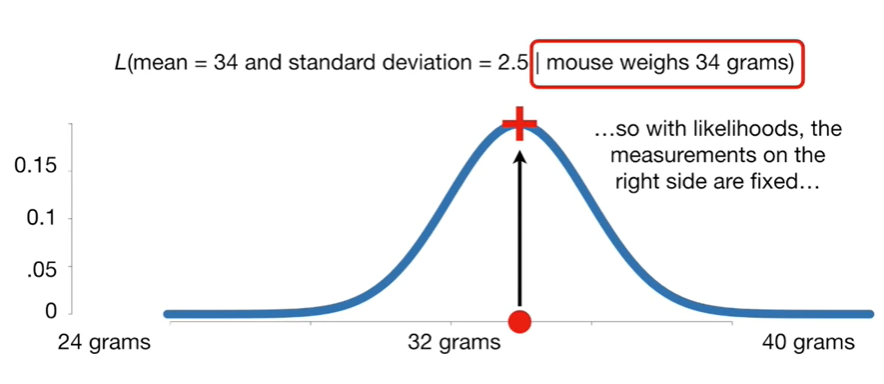 L(mean = 34 and standard deviation = 2.5 | mouse weighs 34 grams)
…so with likelihoods, the
measurements on the
right side are fixed…
0.15
0.1
.05
0
24 grams
32 grams
40 grams